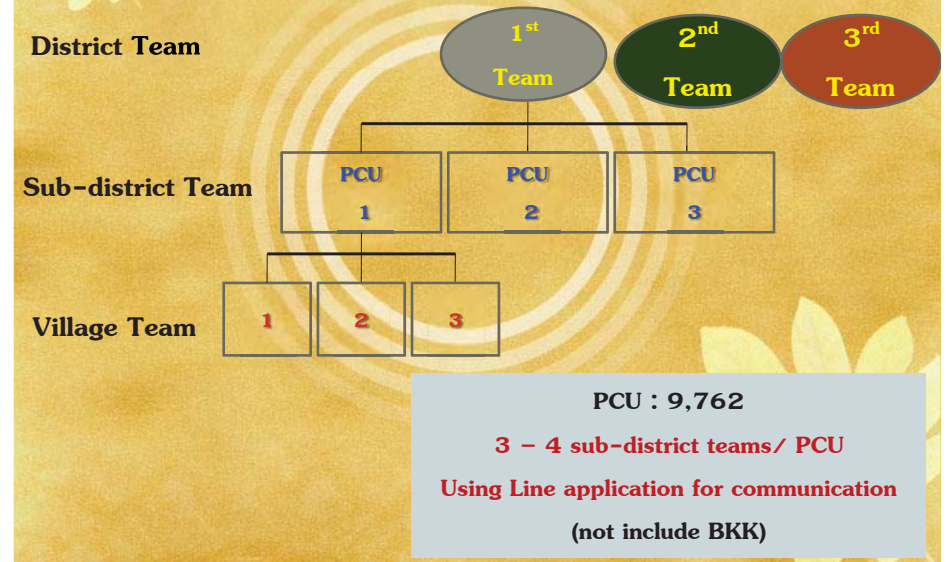 District Team
1st
Team
2nd
Team
3rd
Team
Sub-district Team
PCU
1
PCU
2
PCU
3
Village Team
1
2
3
PCU : 9,762
3 – 4 sub-district teams/ PCU
Using Line application for communication
(not include BKK)